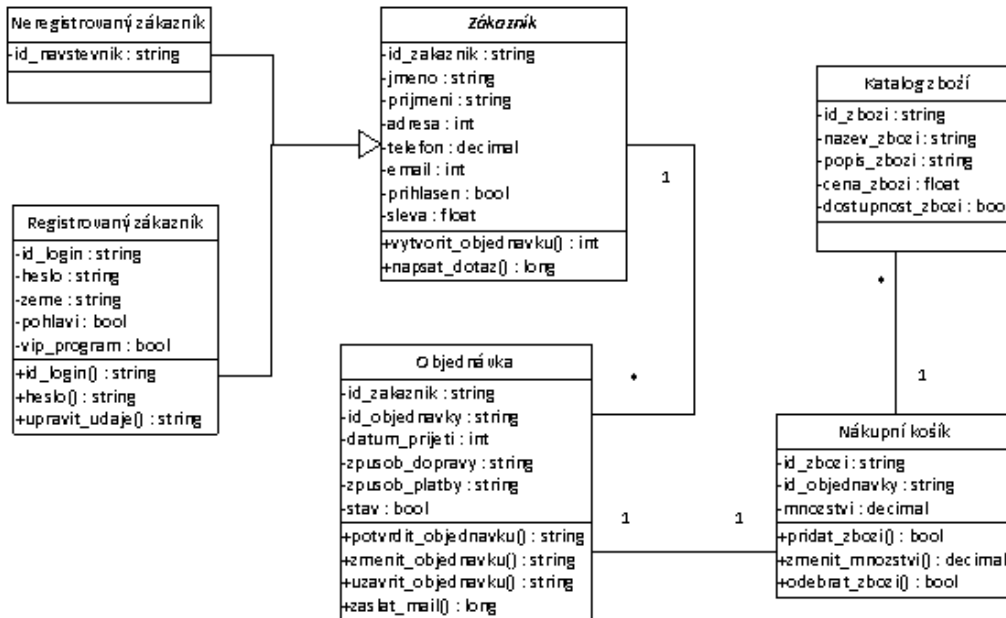 Neregistrovaný zákazník
-id_navstevnik : string
Zákazník
-id_zakaznik : string
-jmeno : string
-prijmeni : string
-adresa : int
-telefon : decimal
-email : int
-prihlasen : bool
-sleva : float
+vytvorit_objednavku() : int
+napsat_dotaz() : long
Katalog zboží
-id_zbozi : string
-nazev_zbozi : string
-popis_zbozi : string
-cena_zbozi : float
-dostupnost_zbozi : boo
Registrovaný zákazník
-id_login : string
-heslo : string
-zeme : string
-pohlavi : bool
-vip_program : bool
+id_login() : string
+heslo() : string
+upravit_udaje() : string
1
*
*
1
Objednávka
-id_zakaznik : string
-id_objednavky : string
-datum_prijeti : int
-zpusob_dopravy : string
-zpusob_platby : string
-stav : bool
+potvrdit_objednavku() : string
+zmenit_objednavku() : string
+uzavrit_objednavku() : string
+zaslat_mail() : long
1
1
Nákupní košík
-id_zbozi : string
-id_objednavky : string
-mnozstvi : decimal
+pridat_zbozi() : bool
+zmenit_mnozstvi() : decimal
+odebrat_zbozi() : bool